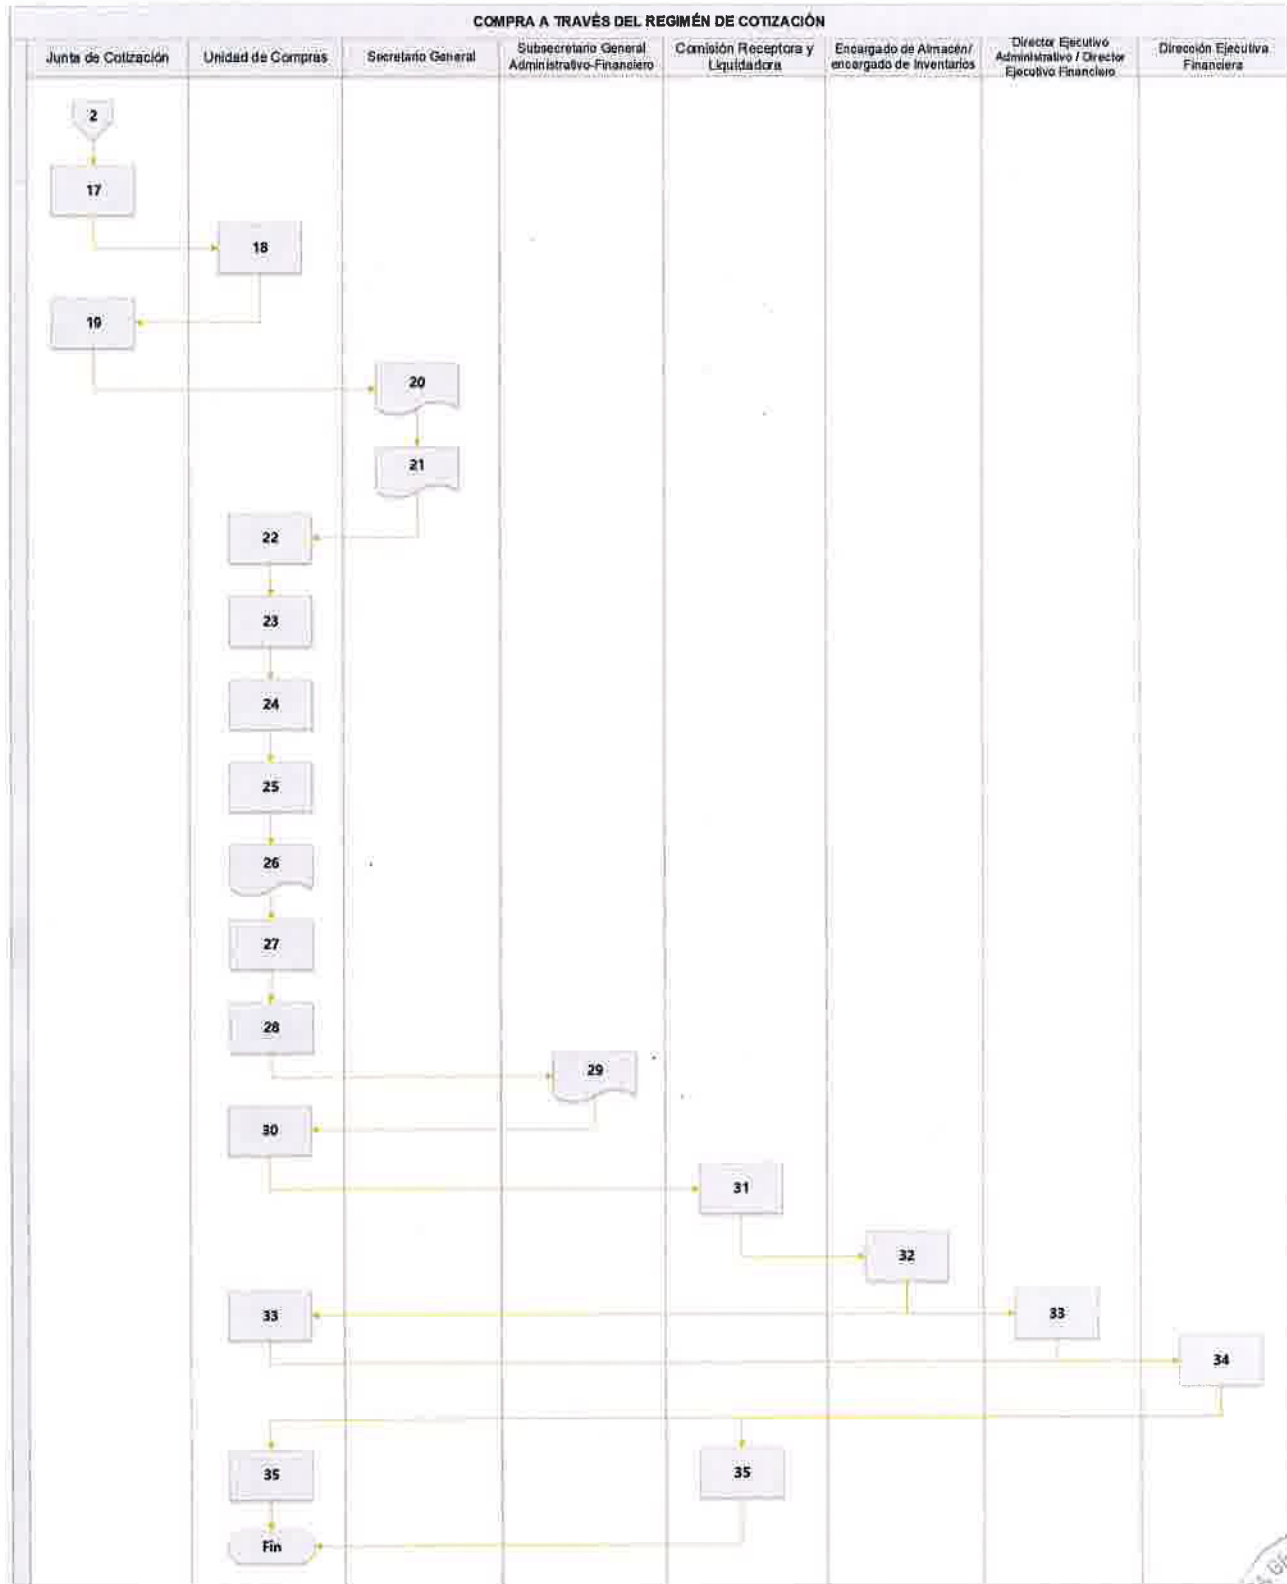 COMPRA A TRAVÉS DEL REGIMÉN DE COTIZACIÓN
Junta de Cotización
Unidad de Compras
Secretario General
Subsecretario General
Administrativo-Financiero
Comisión Receptora y
Liquidadora
Encargado de Almacén/
encargado de Inventarios
Director Ejecutivo
Administrativo / Director
Ejecutivo Financiero
Dirección Ejecutiva
Financiera
2
17
18
19
20
21
22
23
24
25
26
27
28
29
30
31
32
33
33
34
35
35
Fin